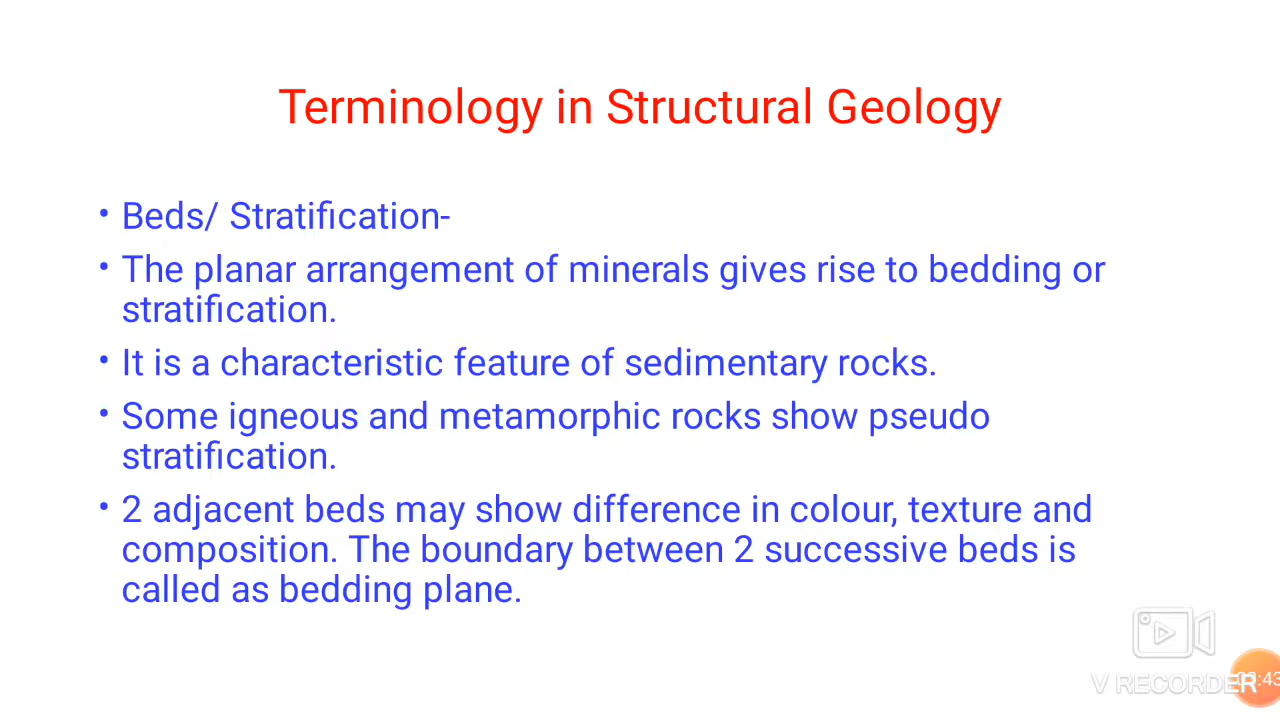 Terminology in Structural Geology
• Beds/ Stratification-
• The planar arrangement of minerals gives rise to bedding or
stratification.
• It is a characteristic feature of sedimentary rocks.
• Some igneous and metamorphic rocks show pseudo
stratification.
• 2 adjacent beds may show difference in colour, texture and
composition. The boundary between 2 successive beds is
called as bedding plane.
V RECORDER